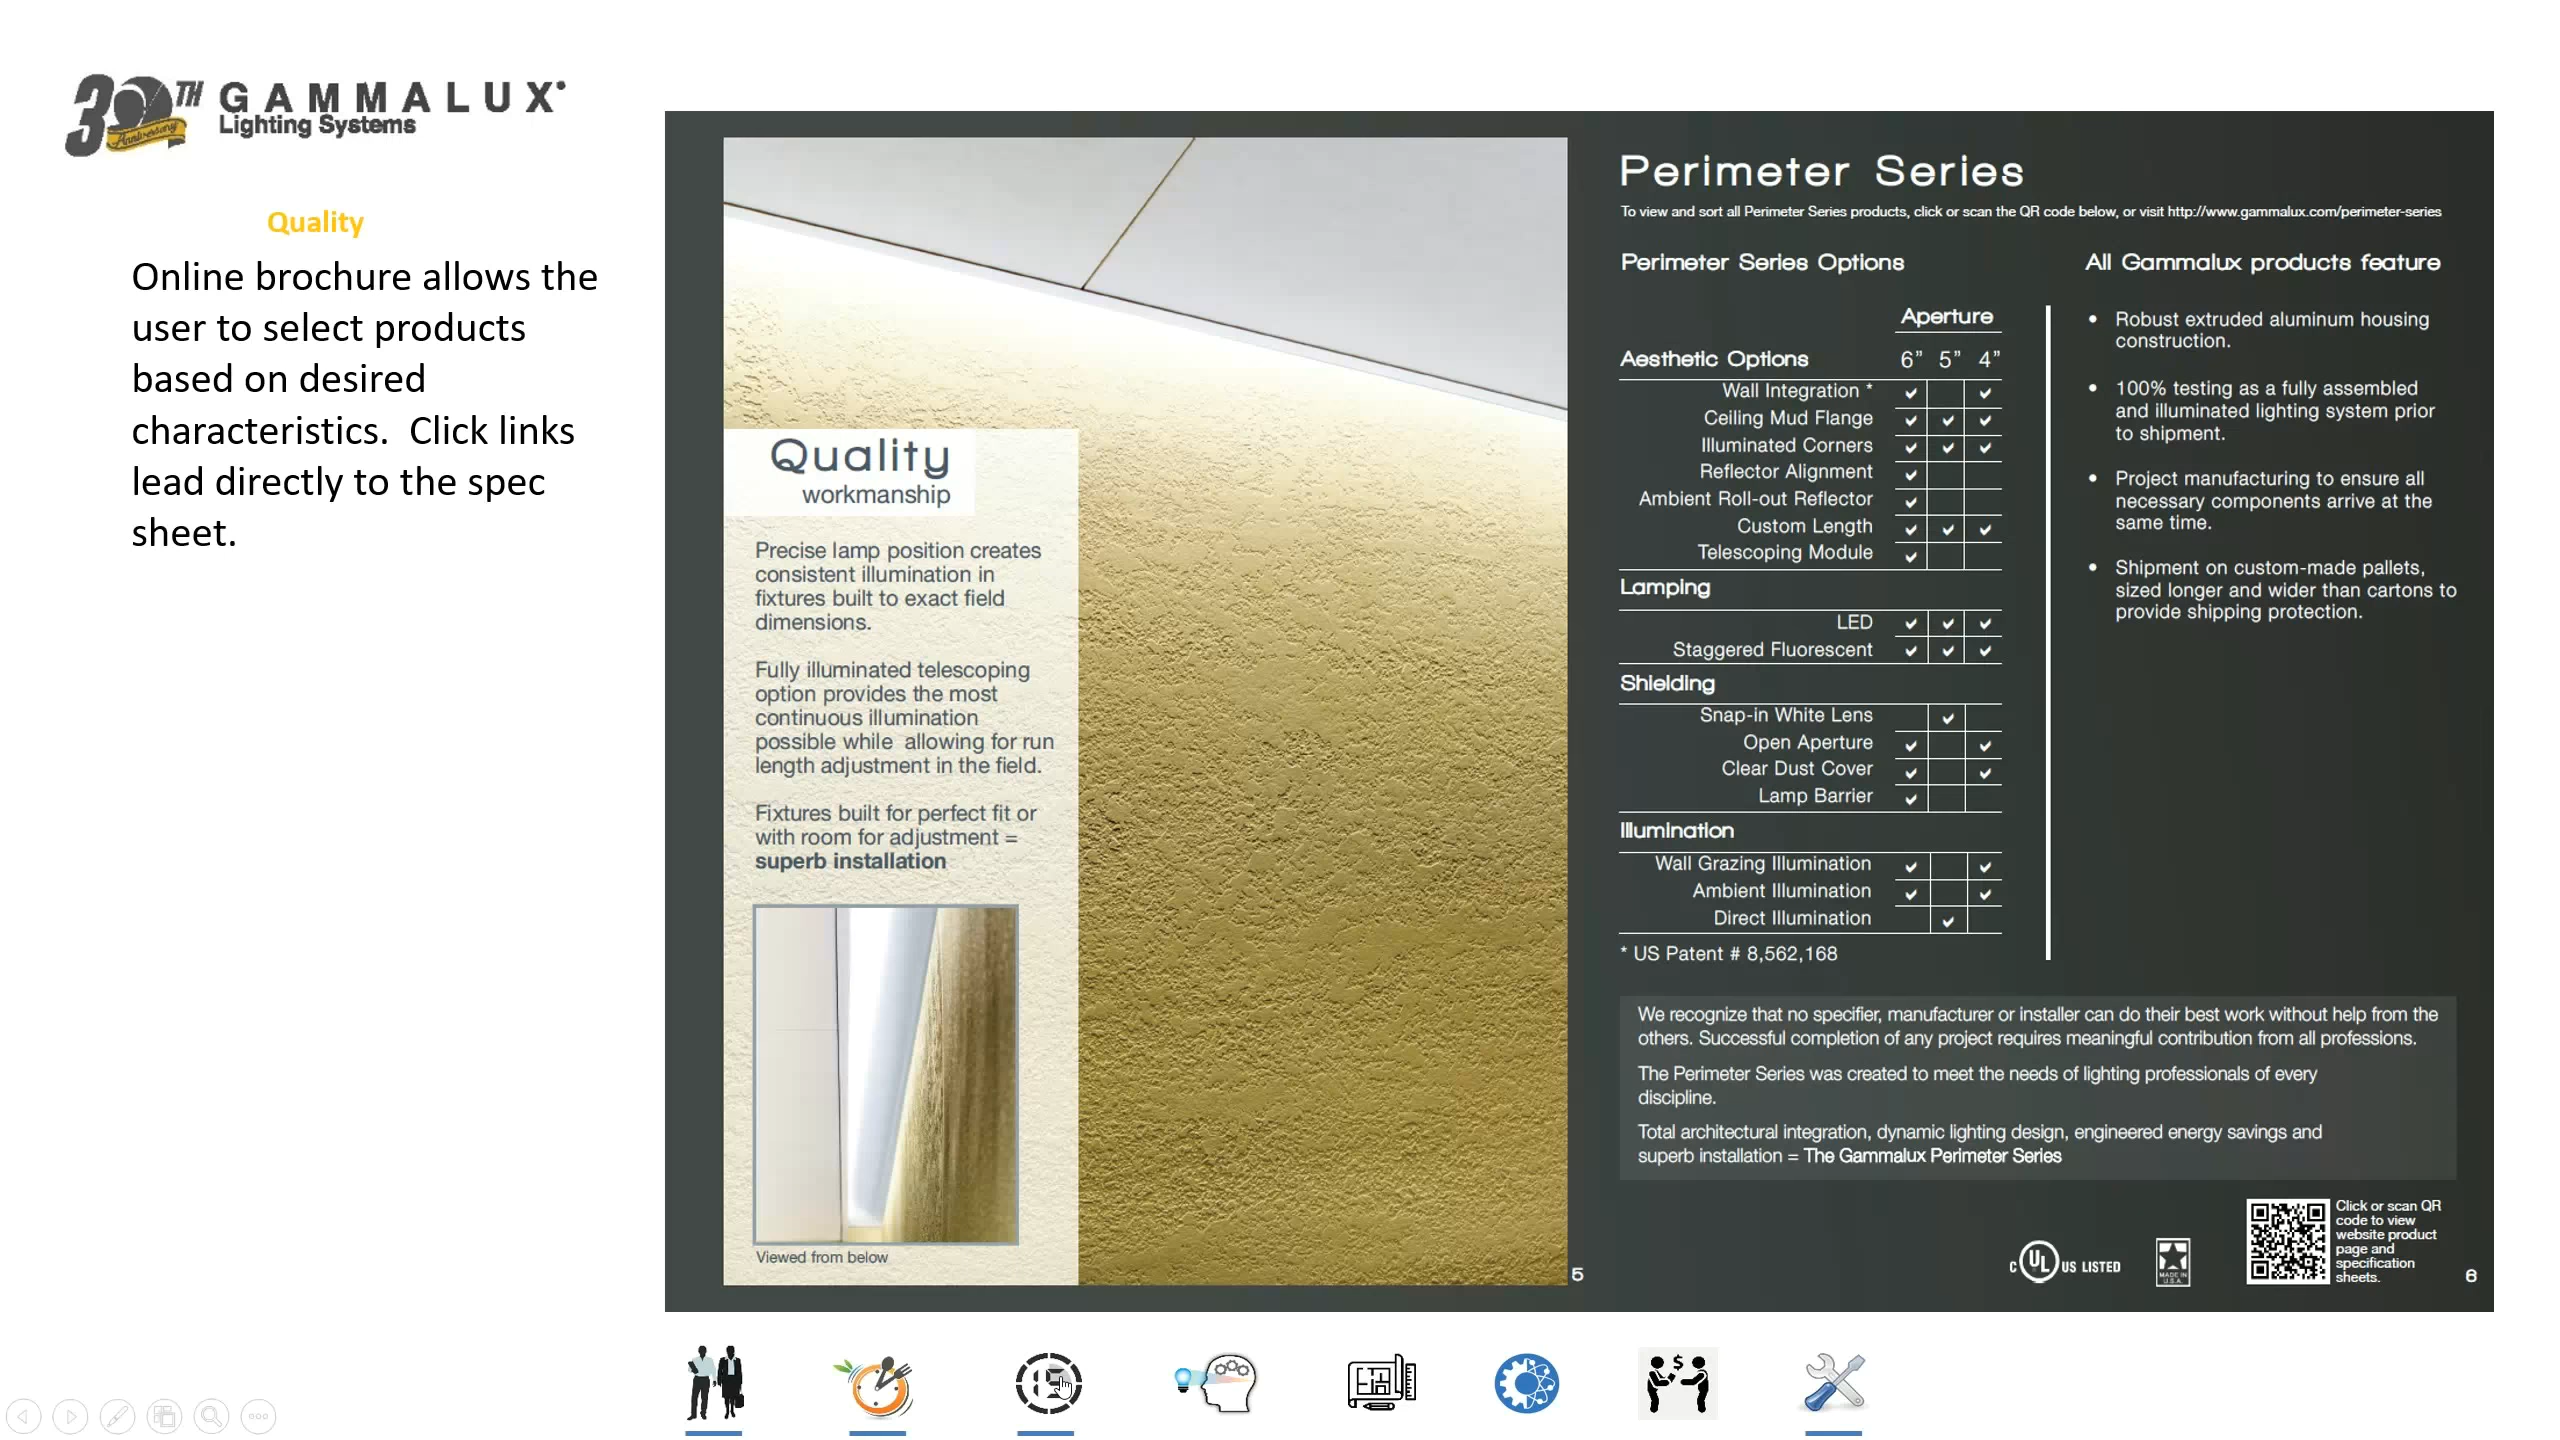 30TH
Anniversary
GAMMALUX
Lighting Systems
Quality
Online brochure allows the
user to select products
based on desired
characteristics.  Click links
lead directly to the spec
sheet.
Quality
workmanship
Precise lamp position creates
consistent illumination in
fixtures built to exact field
dimensions.
Fully illuminated telescoping
option provides the most
continuous illumination
possible while  allowing for run
length adjustment in the field.
Fixtures built for perfect fit or
with room for adjustment =
superb installation
Viewed from below
5
Perimeter Series
To view and sort all Perimeter Series products, click or scan the QR code below, or visit http://www.gammalux.com/perimeter-series
Perimeter Series Options
Aperture
Aesthetic Options 6” 5” 4”
Wall Integration * ✓ ✓
Ceiling Mud Flange ✓ ✓ ✓
Illuminated Corners ✓ ✓ ✓
Reflector Alignment ✓
Ambient Roll-out Reflector ✓
Custom Length ✓ ✓ ✓
Telescoping Module ✓
Lamping
LED ✓ ✓ ✓
Staggered Fluorescent ✓ ✓ ✓
Shielding
Snap-in White Lens ✓
Open Aperture ✓ ✓
Clear Dust Cover ✓ ✓
Lamp Barrier ✓
Illumination
Wall Grazing Illumination ✓ ✓
Ambient Illumination ✓ ✓
Direct Illumination ✓
* US Patent # 8,562,168
All Gammalux products feature
• Robust extruded aluminum housing
construction.
• 100% testing as a fully assembled
and illuminated lighting system prior
to shipment.
• Project manufacturing to ensure all
necessary components arrive at the
same time.
• Shipment on custom-made pallets,
sized longer and wider than cartons to
provide shipping protection.
We recognize that no specifier, manufacturer or installer can do their best work without help from the
others. Successful completion of any project requires meaningful contribution from all professions.
The Perimeter Series was created to meet the needs of lighting professionals of every
discipline.
Total architectural integration, dynamic lighting design, engineered energy savings and
superb installation = The Gammalux Perimeter Series
C UL US LISTED
MADE IN
U.S.A.
Click or scan QR
code to view
website product
page and
specification
sheets.
6
15
$